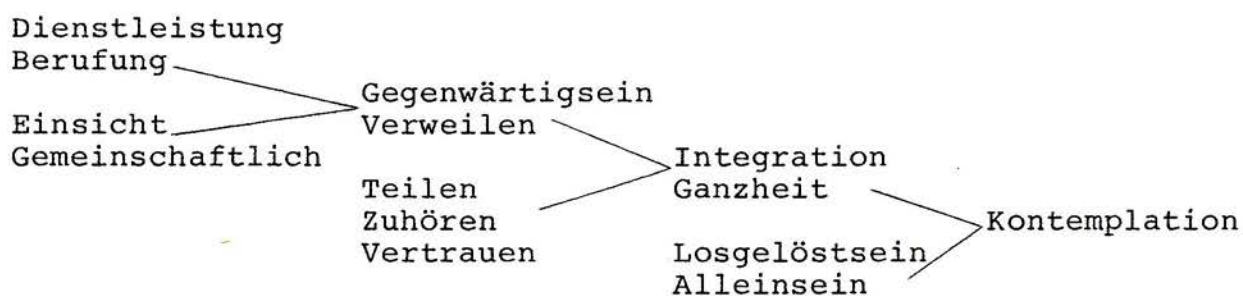 Dienstleistung
Berufung
Einsicht
Gemeinschaftlich
Gegenwärtigsein
Verweilen
Teilen
Zuhören
Vertrauen
Integration
Ganzheit
Losgelöstsein
Alleinsein
Kontemplation